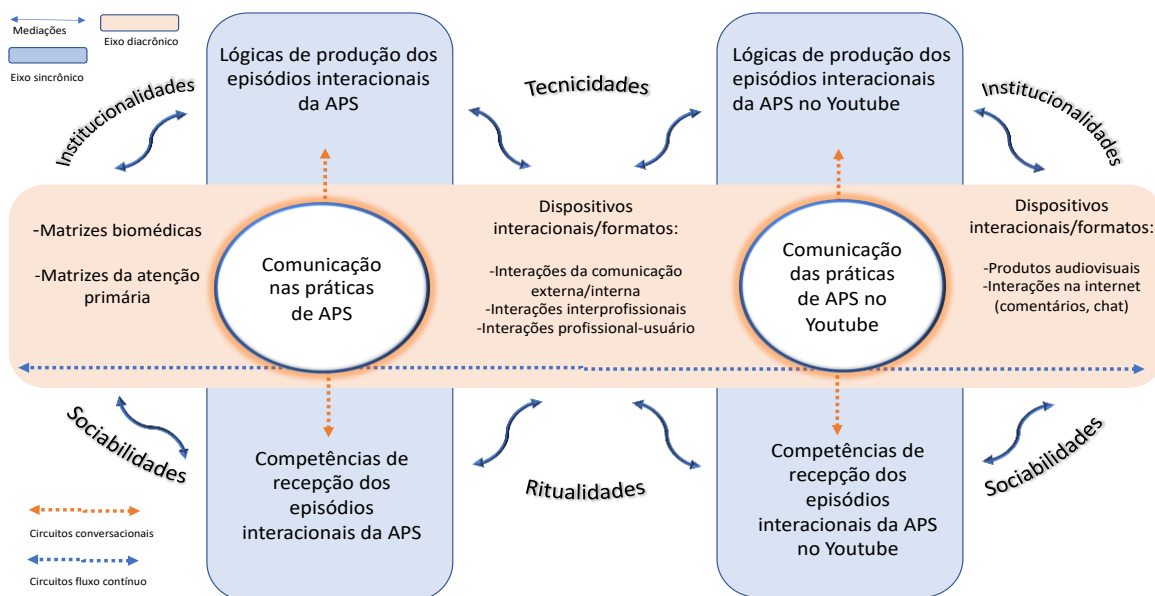 Mediações
Eixo diacrônico
Eixo sincrônico
Institucionalidades
Lógicas de produção dos
episódios interacionais
da APS
Tecnicidades
Lógicas de produção dos
episódios interacionais
da APS no Youtube
Institucionalidades
-Matrizes biomédicas
-Matrizes da atenção
primária
Comunicação
nas práticas
de APS
Dispositivos
interacionais/formatos:
-Interações da comunicação
externa/interna
-Interações interprofissionais
-Interações profissional-usuário
Comunicação
das práticas
de APS no
Youtube
Dispositivos
interacionais/formatos:
-Produtos audiovisuais
-Interações na internet
(comentários, chat)
Sociabilidades
Competências de
recepção dos
episódios
interacionais da APS
Ritualidades
Competências de
recepção dos
episódios
interacionais da APS
no Youtube
Sociabilidades
Circuitos conversacionais
Circuitos fluxo contínuo